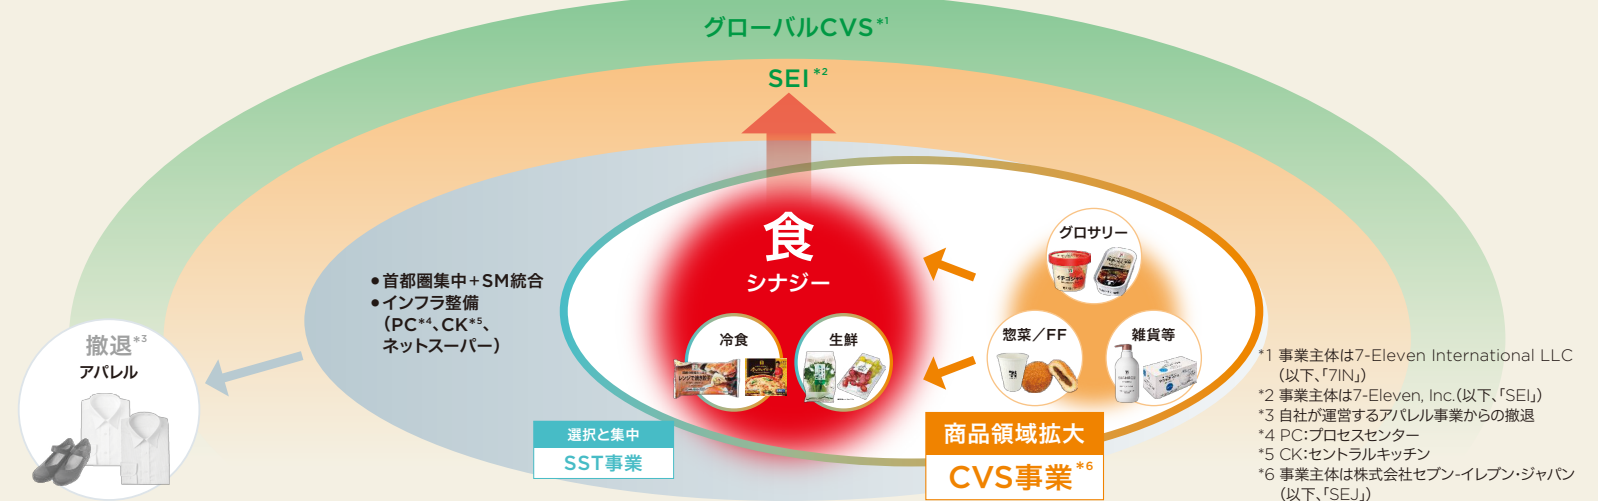 グローバルCVS*1
SEI*2
食
シナジー
冷食
生鮮
グロサリー
惣菜／FF
雑貨等
●首都圏集中＋SM統合
●インフラ整備
（PC*4、CK*5、
ネットスーパー）
撤退*3
アパレル
選択と集中
SST事業
商品領域拡大
CVS事業*6
*1 事業主体は7-Eleven International LLC
（以下、「7IN」）
*2 事業主体は7-Eleven, Inc.（以下、「SEI」）
*3 自社が運営するアパレル事業からの撤退
*4 PC：プロセスセンター
*5 CK：セントラルキッチン
*6 事業主体は株式会社セブン-イレブン・ジャパン
（以下、「SEJ」）